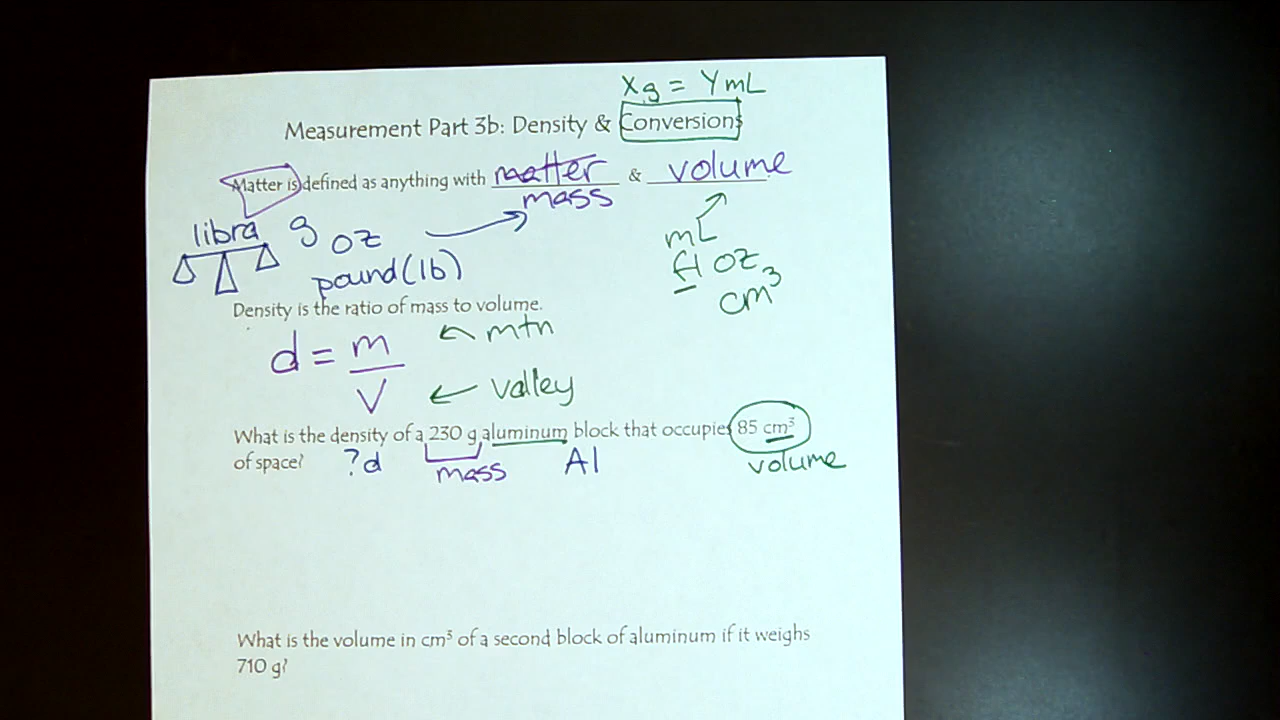 Xg = YmL
Measurement Part 3b: Density & Conversions
Matter is defined as anything with matter & volume
mass
libra g oz
pound(lb)
mL
fl oz
cm³
Density is the ratio of mass to volume.
d = m ← mtn
V ← valley
What is the density of a 230 g aluminum block that occupies 85 cm³
of space? ?d mass Al volume
What is the volume in cm³ of a second block of aluminum if it weighs
710 g?